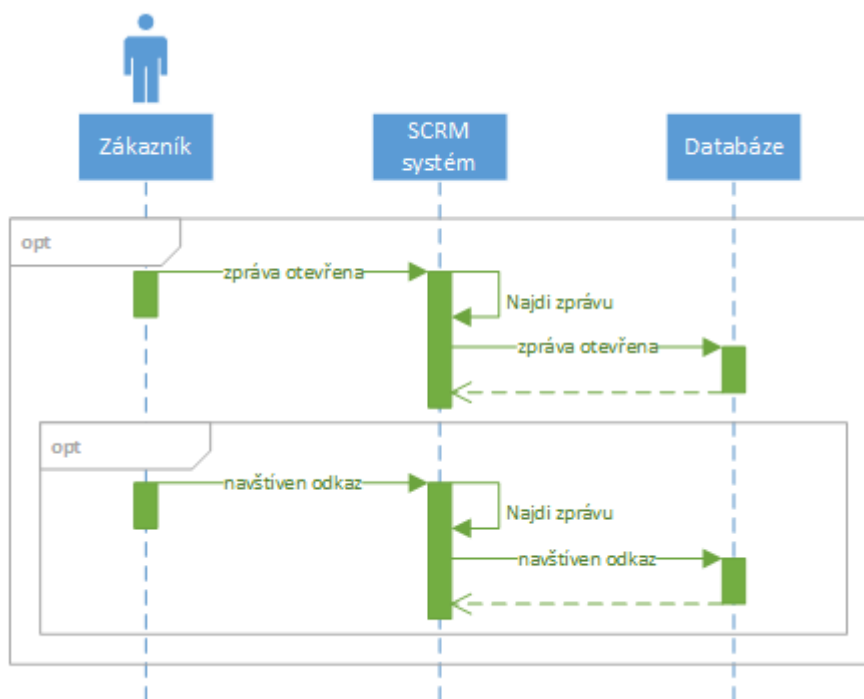 Zákazník
SCRM
systém
Databáze
opt
zpráva otevřena
Najdi zprávu
zpráva otevřena
opt
navštíven odkaz
Najdi zprávu
navštíven odkaz